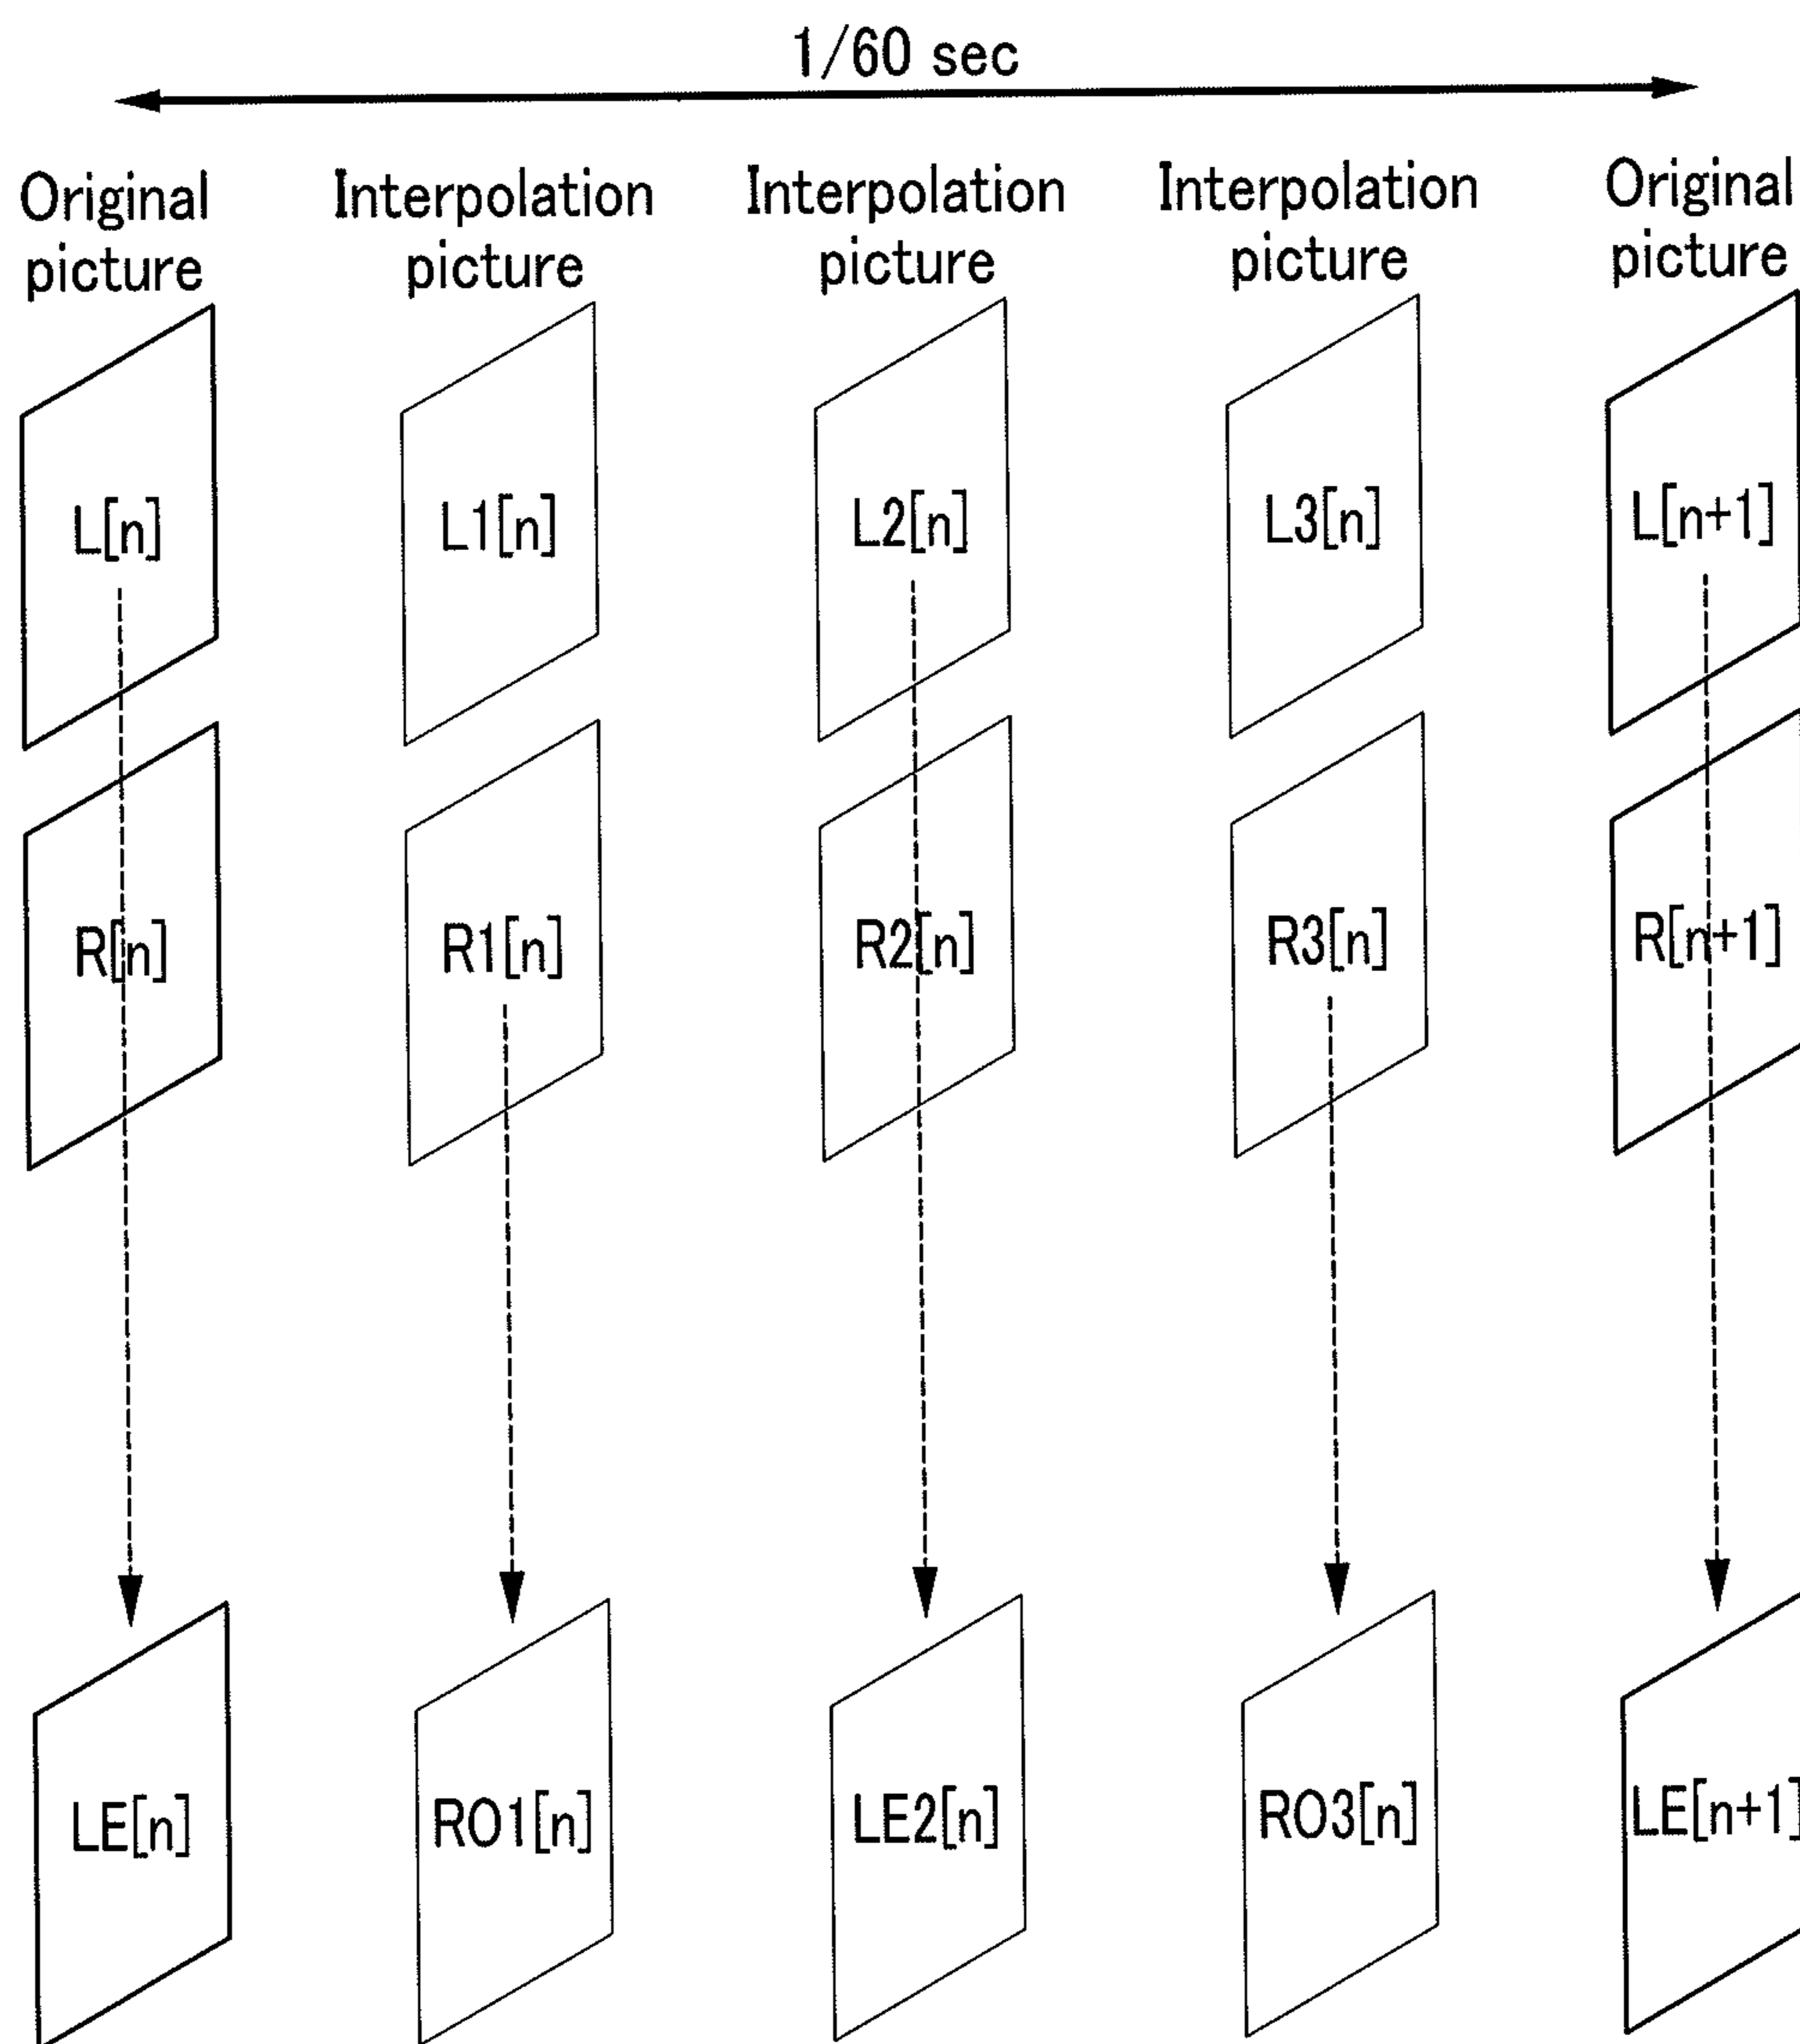 1/60 sec
Original
picture
Interpolation
picture
Interpolation
picture
Interpolation
picture
Original
picture
L[n]
L1[n]
L2[n]
L3[n]
L[n+1]
R[n]
R1[n]
R2[n]
R3[n]
R[n+1]
LE[n]
RO1[n]
LE2[n]
RO3[n]
LE[n+1]